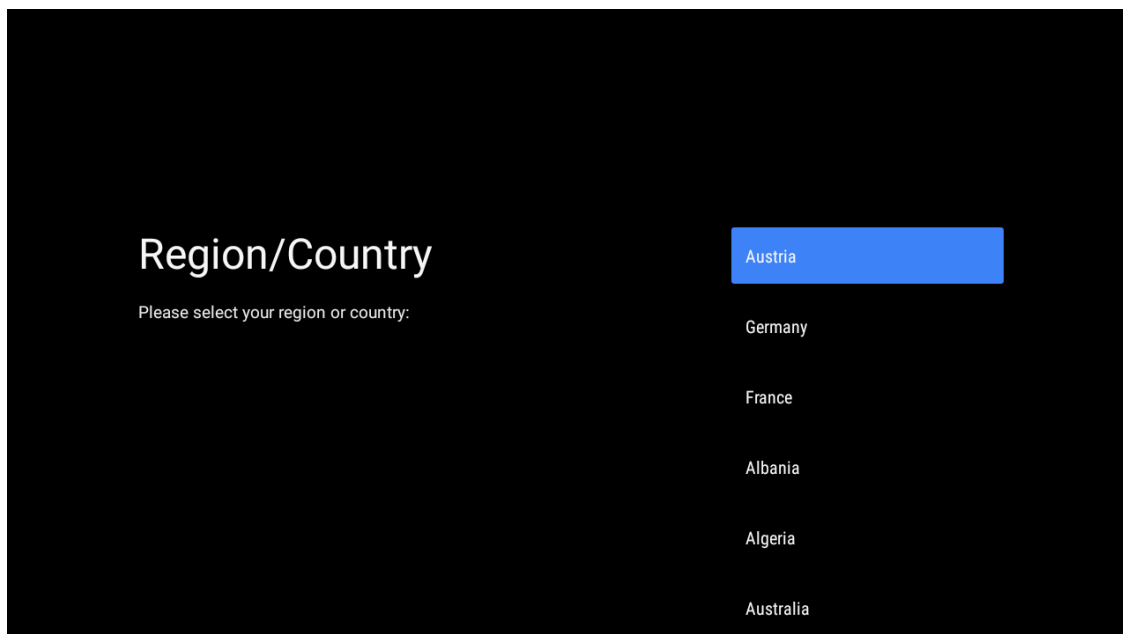 Region/Country
Please select your region or country:
Austria
Germany
France
Albania
Algeria
Australia